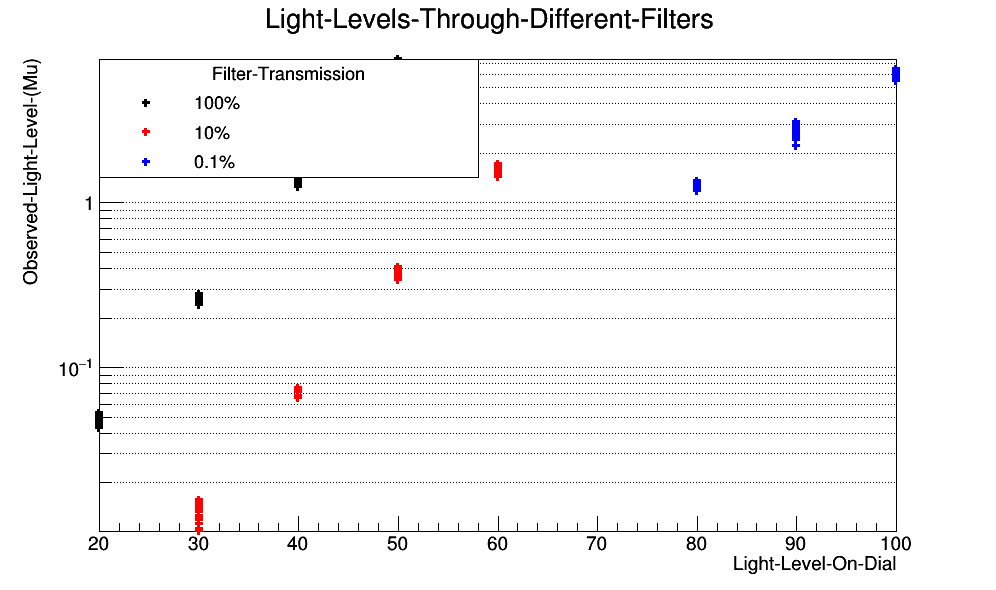 Light-Levels-Through-Different-Filters
Observed-Light-Level-(Mu)
Filter-Transmission
100%
10%
0.1%
1
10⁻¹
20 30 40 50 60 70 80 90 100
Light-Level-On-Dial